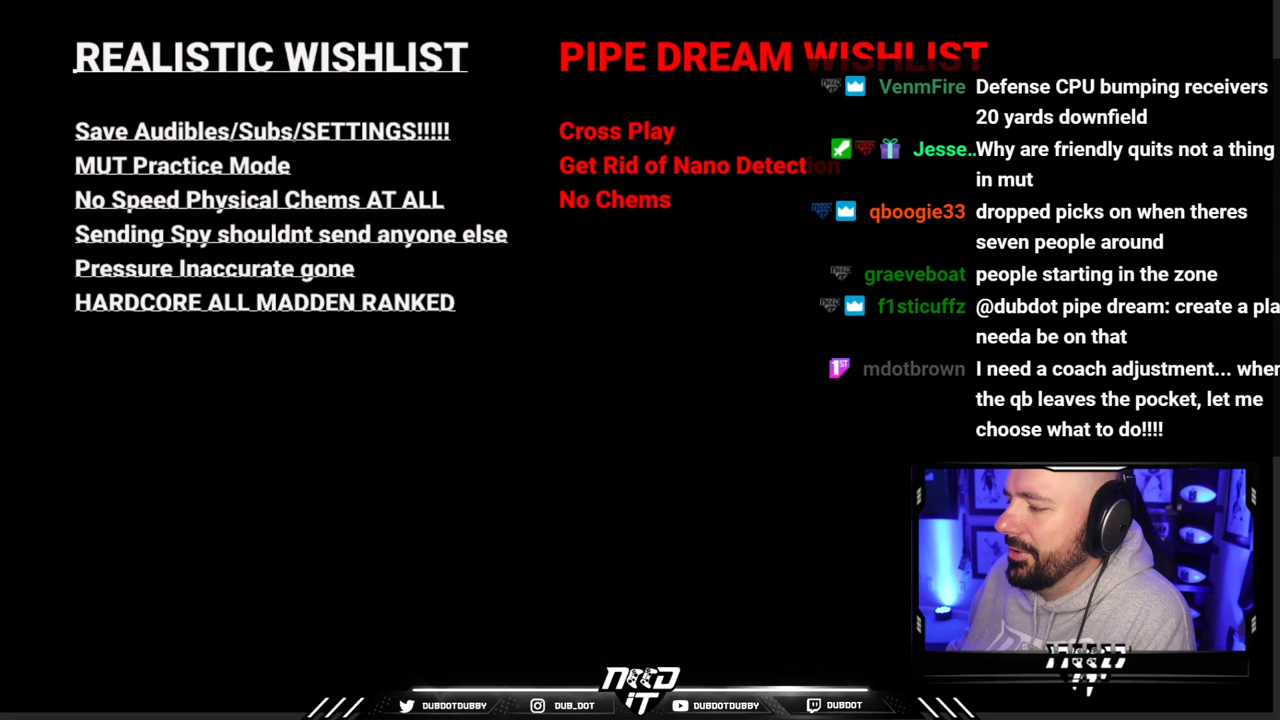 REALISTIC WISHLIST
Save Audibles/Subs/SETTINGS!!!!!
MUT Practice Mode
No Speed Physical Chems AT ALL
Sending Spy shouldnt send anyone else
Pressure Inaccurate gone
HARDCORE ALL MADDEN RANKED
PIPE DREAM WISHLIST
Cross Play
Get Rid of Nano Detection
No Chems
VenmFire Defense CPU bumping receivers
20 yards downfield
Jesse.. Why are friendly quits not a thing
in mut
qboogie33 dropped picks on when theres
seven people around
graeveboat people starting in the zone
f1sticuffz @dubdot pipe dream: create a pla
needa be on that
1ST mdotbrown I need a coach adjustment... when
the qb leaves the pocket, let me
choose what to do!!!!
NEED
IT
DUBDOTDUBBY DUB_DOT DUBDOTDUBBY DUBDOT